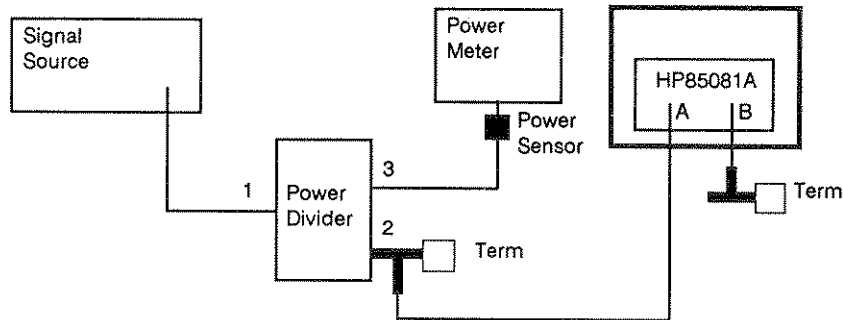 Signal
Source
Power
Meter
HP85081A
A B
Power
Sensor
Term
1
3
Power
Divider
2
Term